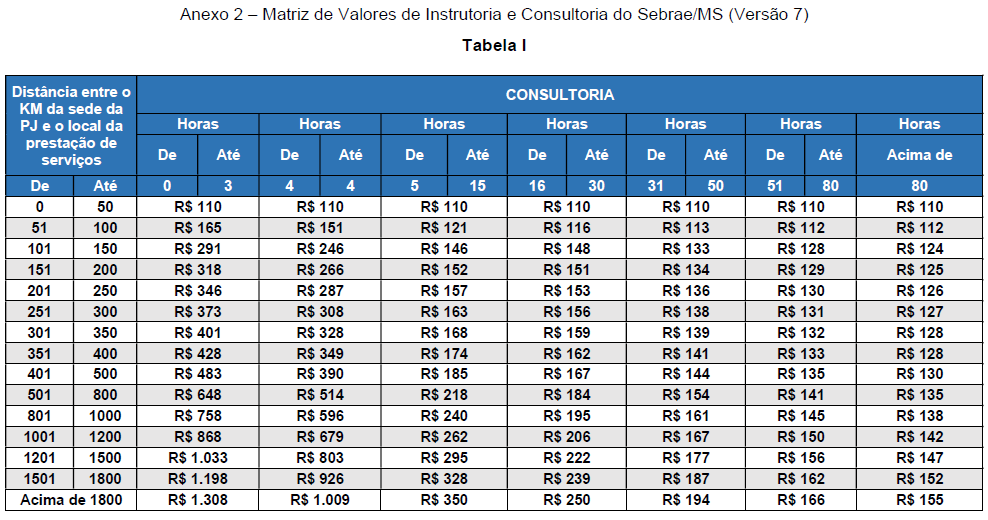 Anexo 2 – Matriz de Valores de Instrutoria e Consultoria do Sebrae/MS (Versão 7)
Tabela I
Distância entre o KM da sede da PJ e o local da prestação de serviços CONSULTORIA
Horas Horas Horas Horas Horas Horas Horas
De Até De Até De Até De Até De Até De Até Acima de
De Até 0 3 4 4 5 15 16 30 31 50 51 80 80
0 50 R$ 110 R$ 110 R$ 110 R$ 110 R$ 110 R$ 110 R$ 110
51 100 R$ 165 R$ 151 R$ 121 R$ 116 R$ 113 R$ 112 R$ 112
101 150 R$ 291 R$ 246 R$ 146 R$ 148 R$ 133 R$ 128 R$ 124
151 200 R$ 318 R$ 266 R$ 152 R$ 151 R$ 134 R$ 129 R$ 125
201 250 R$ 346 R$ 287 R$ 157 R$ 153 R$ 136 R$ 130 R$ 126
251 300 R$ 373 R$ 308 R$ 163 R$ 156 R$ 138 R$ 131 R$ 127
301 350 R$ 401 R$ 328 R$ 168 R$ 159 R$ 139 R$ 132 R$ 128
351 400 R$ 428 R$ 349 R$ 174 R$ 162 R$ 141 R$ 133 R$ 128
401 500 R$ 483 R$ 390 R$ 185 R$ 167 R$ 144 R$ 135 R$ 130
501 800 R$ 648 R$ 514 R$ 218 R$ 184 R$ 154 R$ 141 R$ 135
801 1000 R$ 758 R$ 596 R$ 240 R$ 195 R$ 161 R$ 145 R$ 138
1001 1200 R$ 868 R$ 679 R$ 262 R$ 206 R$ 167 R$ 150 R$ 142
1201 1500 R$ 1.033 R$ 803 R$ 295 R$ 222 R$ 177 R$ 156 R$ 147
1501 1800 R$ 1.198 R$ 926 R$ 328 R$ 239 R$ 187 R$ 162 R$ 152
Acima de 1800 R$ 1.308 R$ 1.009 R$ 350 R$ 250 R$ 194 R$ 166 R$ 155